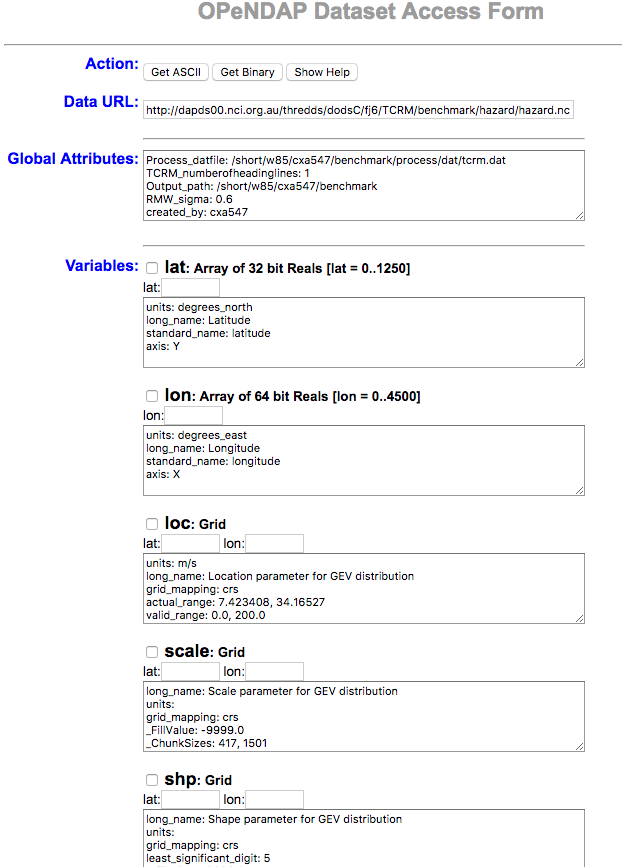 OPeNDAP Dataset Access Form
Action: Get ASCII Get Binary Show Help
Data URL: http://dapds00.nci.org.au/thredds/dodsC/fj6/TCRM/benchmark/hazard/hazard.nc
Global Attributes: Process_datfile: /short/w85/cxa547/benchmark/process/dat/tcrm.dat
TCRM_numberofheadinglines: 1
Output_path: /short/w85/cxa547/benchmark
RMW_sigma: 0.6
created_by: cxa547
Variables: lat: Array of 32 bit Reals [lat = 0..1250]
lat:
units: degrees_north
long_name: Latitude
standard_name: latitude
axis: Y
lon: Array of 64 bit Reals [lon = 0..4500]
lon:
units: degrees_east
long_name: Longitude
standard_name: longitude
axis: X
loc: Grid
lat: lon:
units: m/s
long_name: Location parameter for GEV distribution
grid_mapping: crs
actual_range: 7.423408, 34.16527
valid_range: 0.0, 200.0
scale: Grid
lat: lon:
long_name: Scale parameter for GEV distribution
units:
grid_mapping: crs
_FillValue: -9999.0
_ChunkSizes: 417, 1501
shp: Grid
lat: lon:
long_name: Shape parameter for GEV distribution
units:
grid_mapping: crs
least_significant_digit: 5